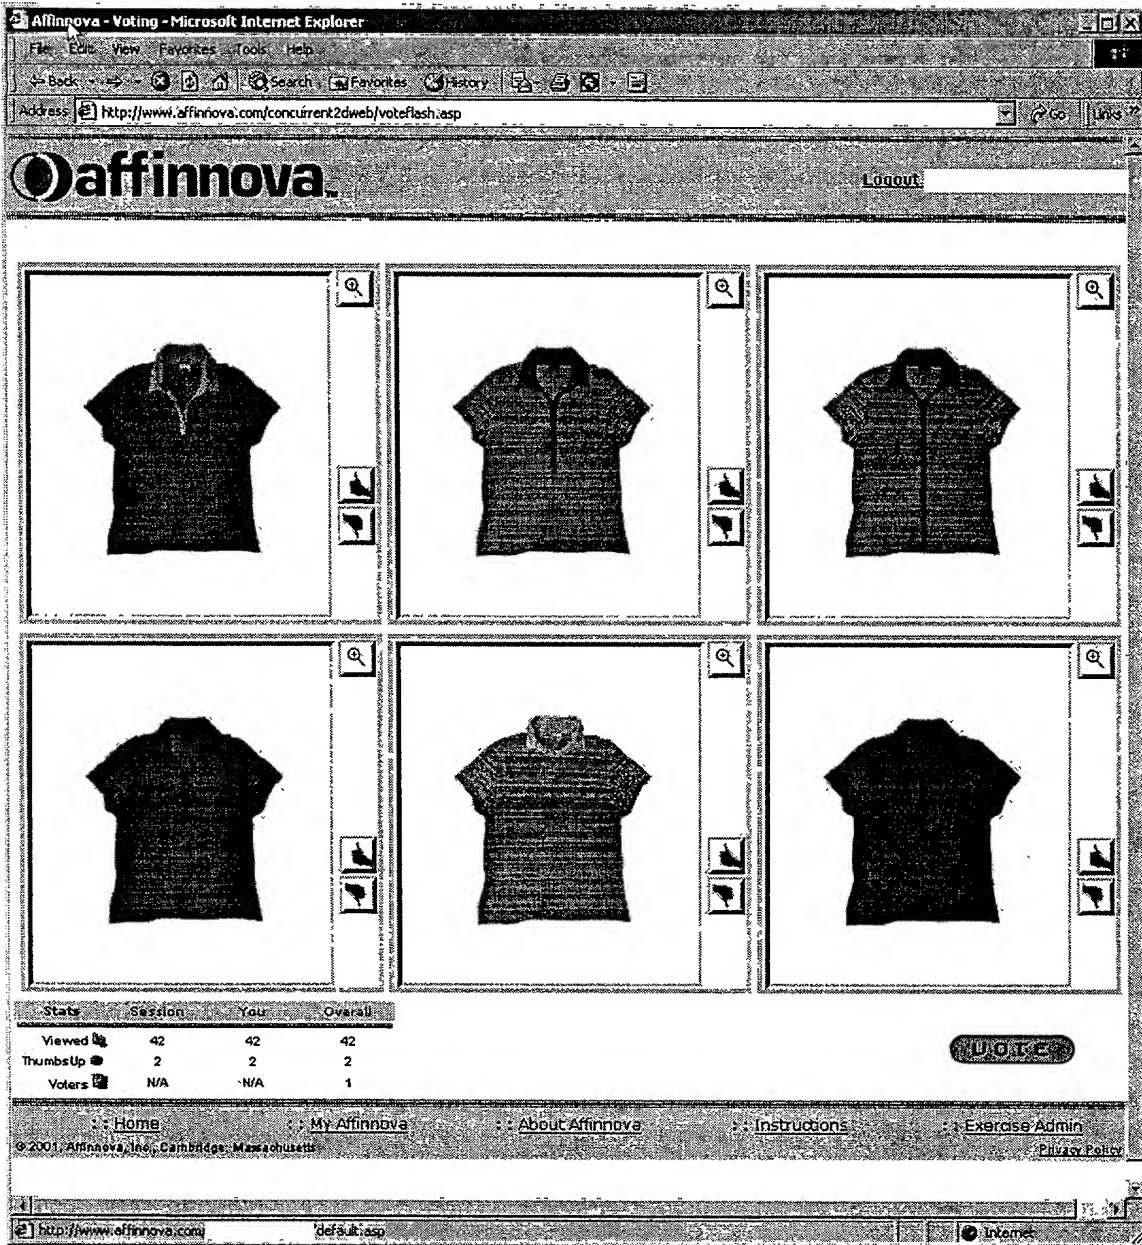 Affinnova - Voting - Microsoft Internet Explorer
File Edit View Favorites Tools Help
Back Search Favorites History
Address http://www.affinnova.com/concurrent2dweb/voteflash.asp Go Links
affinnova
Logout
Stats Session You Overall
Viewed 42 42 42
ThumbsUp 2 2 2
Voters N/A N/A 1
VOTE
: : Home : : My Affinnova : : About Affinnova : : Instructions : : Exercise Admin
© 2001, Affinnova, Inc., Cambridge, Massachusetts Privacy Policy
http://www.affinnova.com/ default.asp Internet